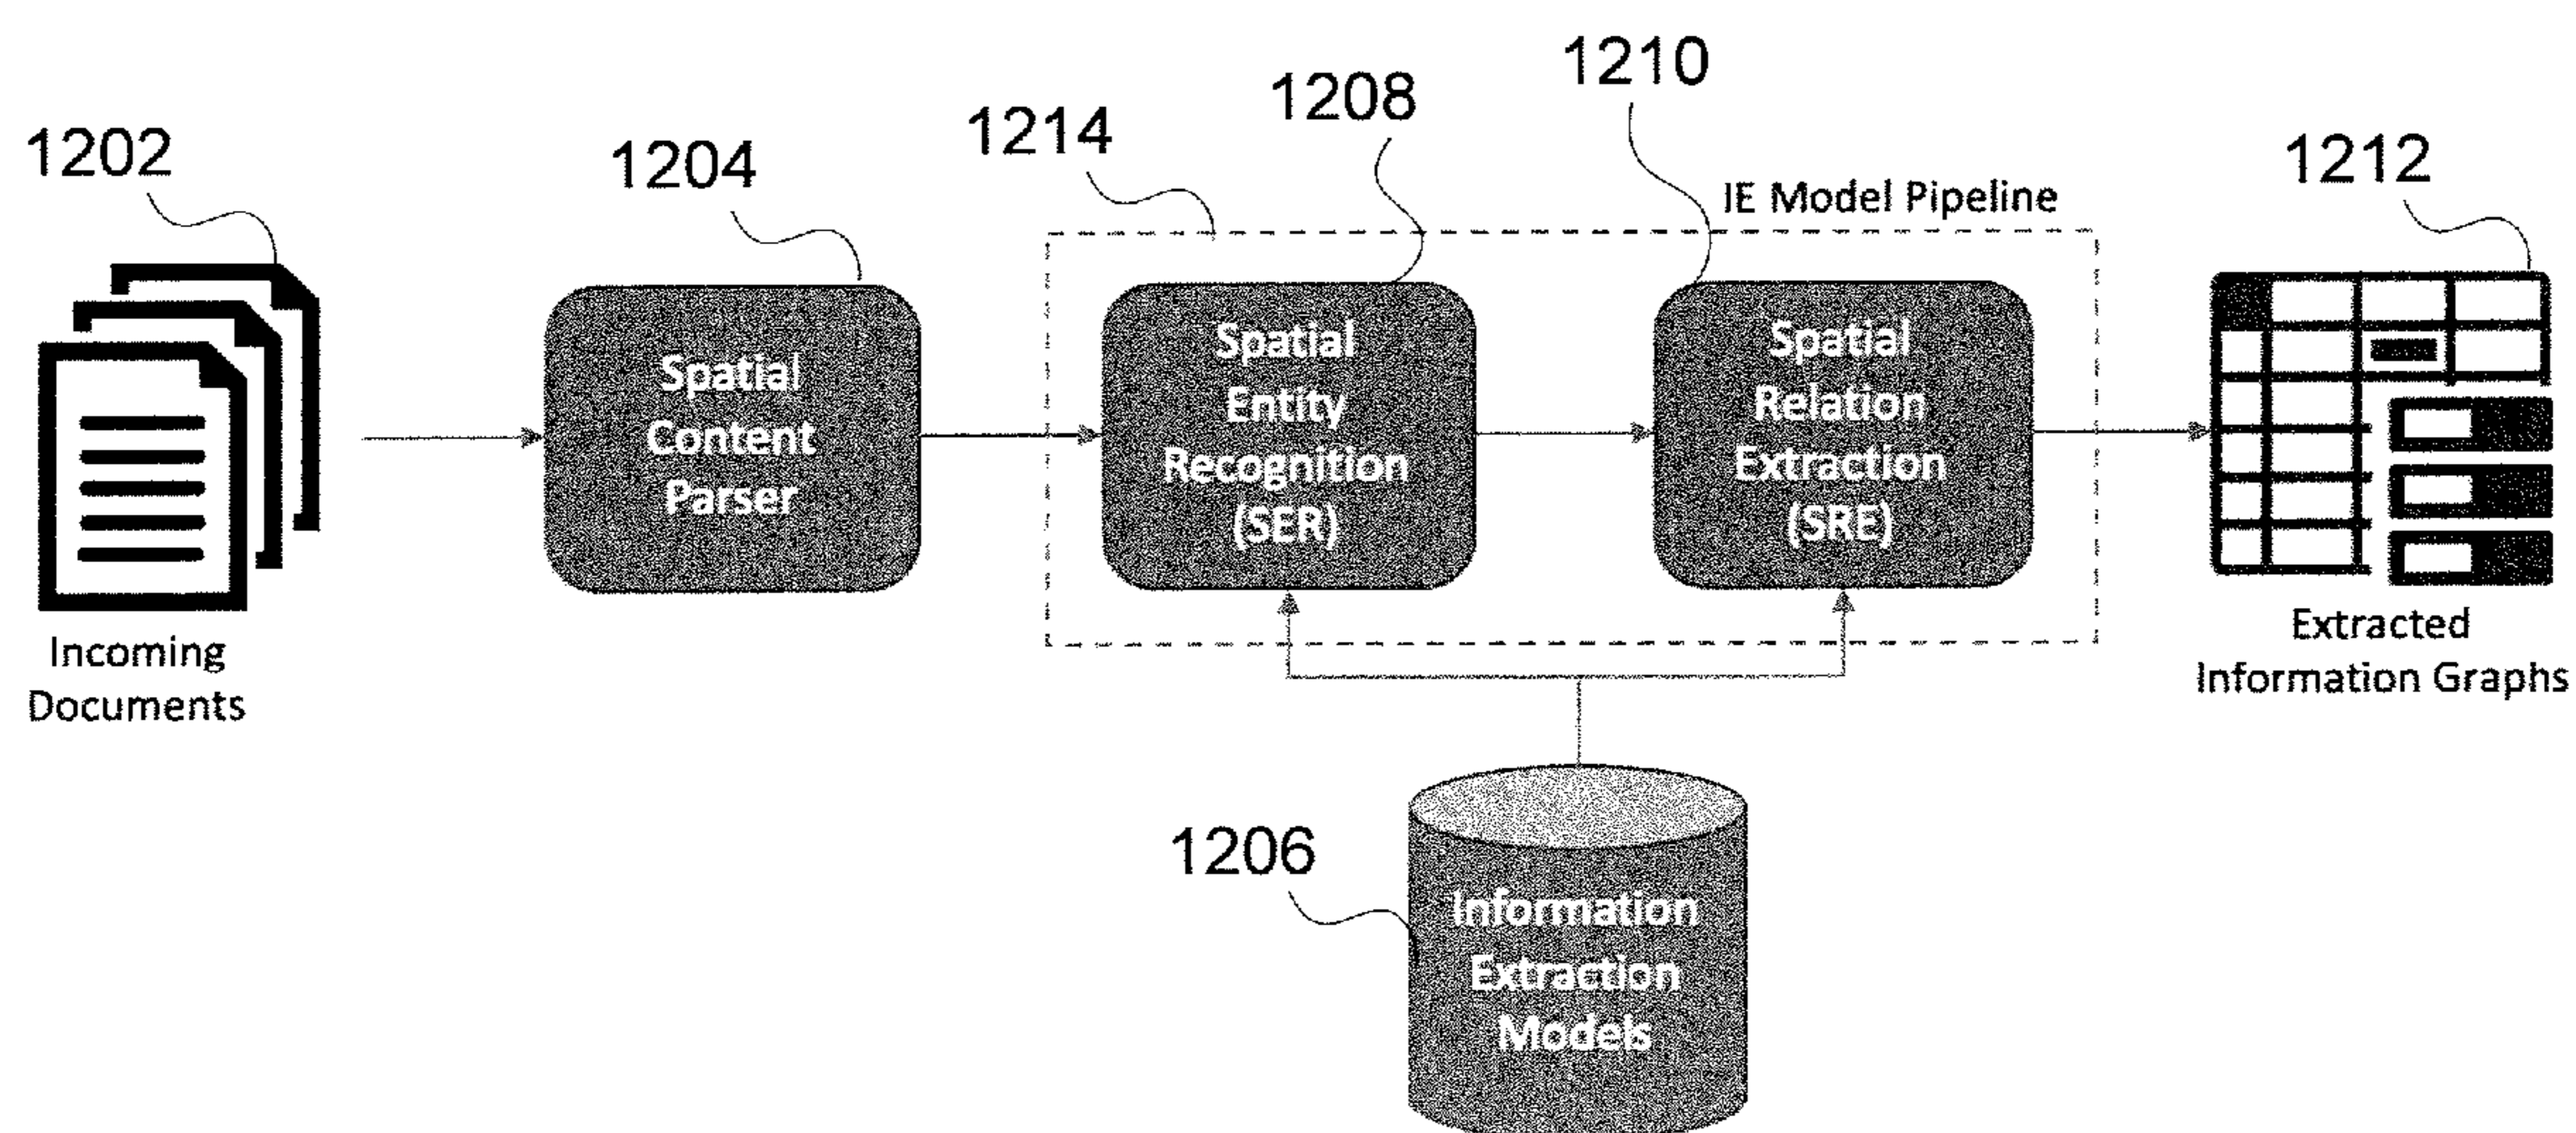 1202
1204
1214
1208
1210
1212
IE Model Pipeline
Incoming
Documents
Spatial
Content
Parser
Spatial
Entity
Recognition
(SER)
Spatial
Relation
Extraction
(SRE)
Extracted
Information Graphs
1206
Information
Extraction
Models